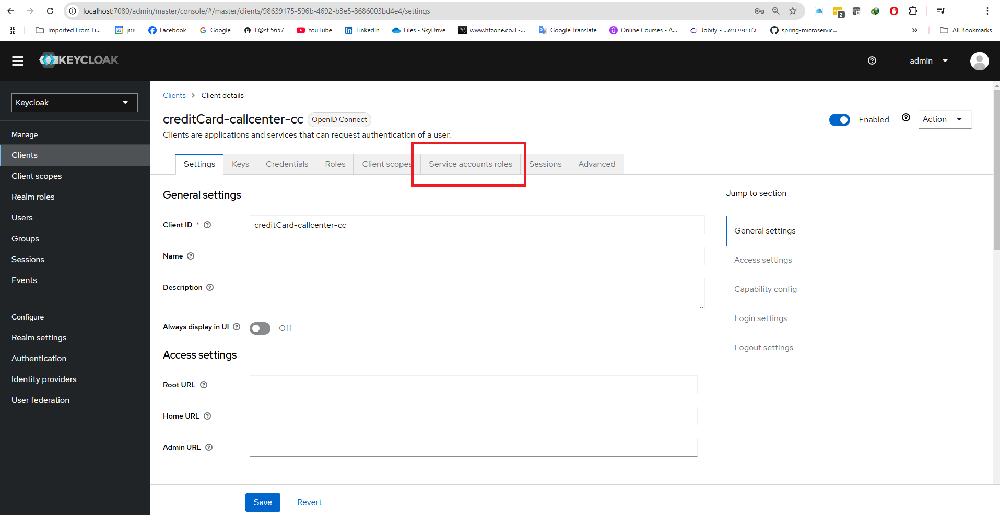 localhost:7080/admin/master/console/#/master/clients/98639175-596b-4692-b3e5-8686003bd4e4/settings
2
Imported From Fi...
23 יומן
Facebook
Google
F@st 5657
YouTube
LinkedIn
Files - SkyDrive
www.htzone.co.il -...
Google Translate
Online Courses - A...
Jobify - ...ג'וביפיי מא
spring-microservic...
All Bookmarks
KEYCLOAK
admin
Keycloak
Manage
Clients
Client scopes
Realm roles
Users
Groups
Sessions
Events
Configure
Realm settings
Authentication
Identity providers
User federation
Clients > Client details
creditCard-callcenter-cc OpenID Connect
Enabled
Action
Clients are applications and services that can request authentication of a user.
Settings Keys Credentials Roles Client scopes Service accounts roles Sessions Advanced
General settings
Client ID *
creditCard-callcenter-cc
Name
Description
Always display in UI
Off
Access settings
Root URL
Home URL
Admin URL
Jump to section
General settings
Access settings
Capability config
Login settings
Logout settings
Save Revert